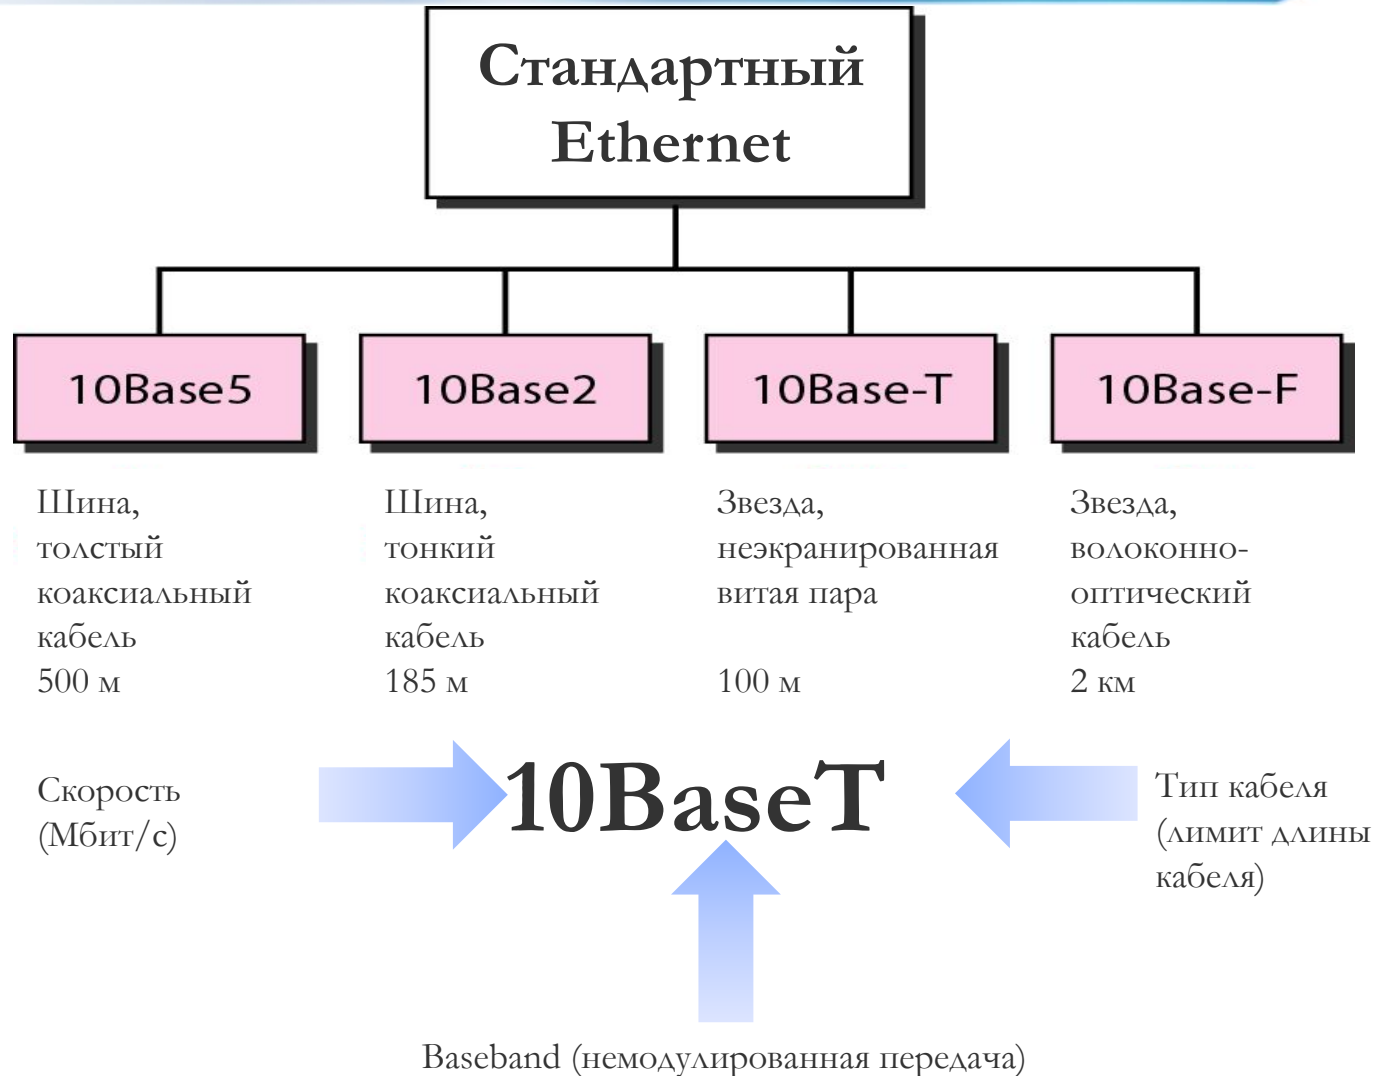 Стандартный
Ethernet
10Base5
10Base2
10Base-T
10Base-F
Шина,
толстый
коаксиальный
кабель
500 м
Шина,
тонкий
коаксиальный
кабель
185 м
Звезда,
неэкранированная
витая пара
100 м
Звезда,
волоконно-
оптический
кабель
2 км
Скорость
(Мбит/с)
10BaseT
Тип кабеля
(лимит длины
кабеля)
Baseband (немодулированная передача)